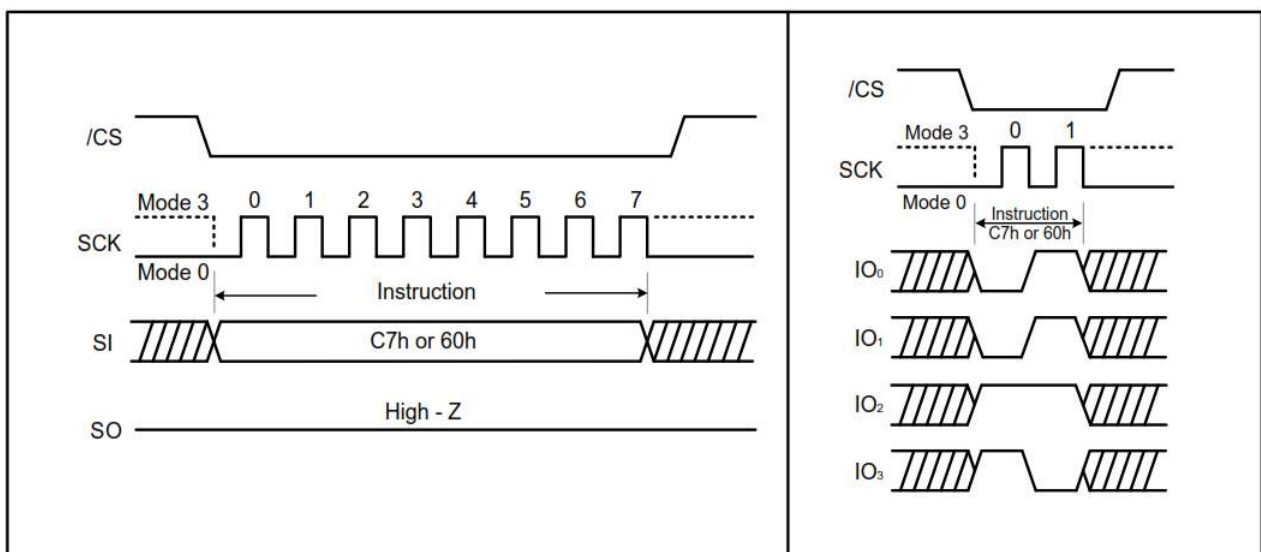 /CS
Mode 3 0 1 2 3 4 5 6 7
SCK
Mode 0
Instruction
SI C7h or 60h
High - Z
SO
/CS
Mode 3 0 1
SCK
Mode 0
Instruction
C7h or 60h
IO₀
IO₁
IO₂
IO₃